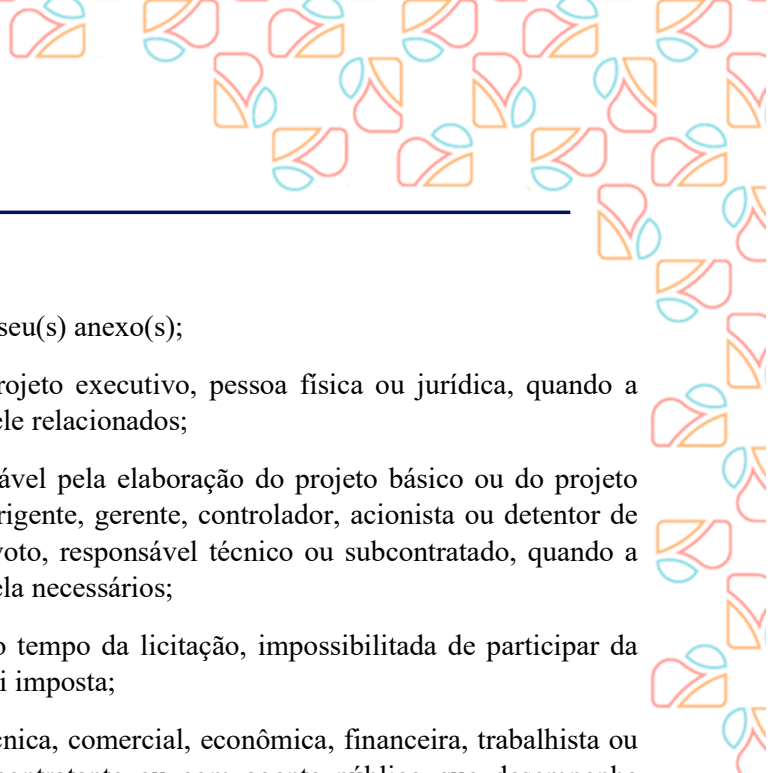 seu(s) anexo(s);
rojeto executivo, pessoa física ou jurídica, quando a
ele relacionados;
ável pela elaboração do projeto básico ou do projeto
rigente, gerente, controlador, acionista ou detentor de
voto, responsável técnico ou subcontratado, quando a
ela necessários;
o tempo da licitação, impossibilitada de participar da
i imposta;
cnica, comercial, econômica, financeira, trabalhista ou